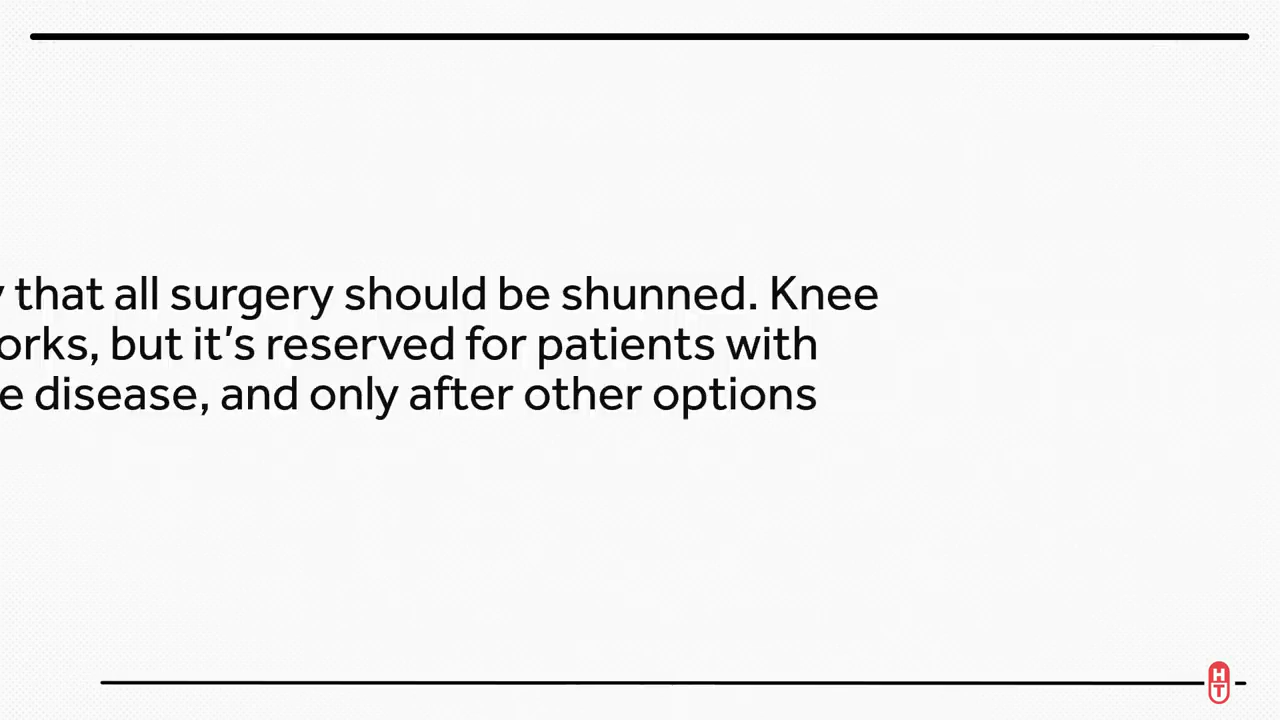 that all surgery should be shunned. Knee
but it’s reserved for patients with
disease, and only after other options
HT